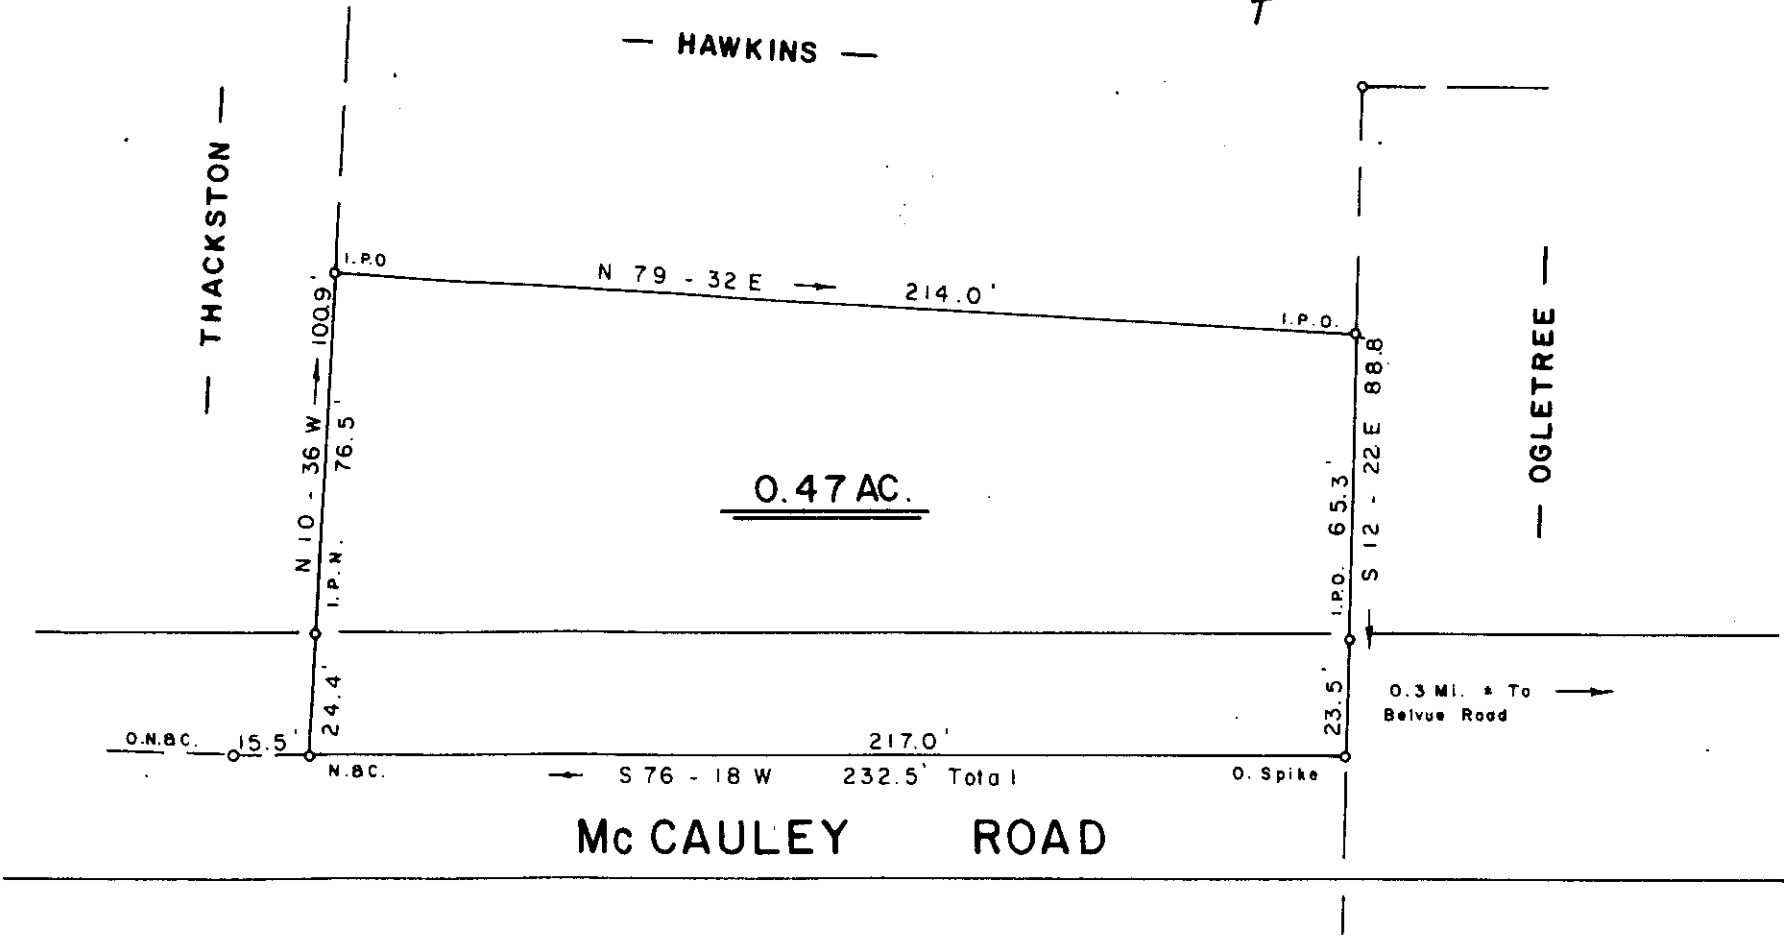 — HAWKINS —
— THACKSTON —
I.P.O
N 79 - 32 E → 214.0'
I.P.O.
N 10 - 36 W → 100.9'
76.5'
I.P.N.
0.47 AC.
— OGLETREE —
S 12 - 22 E 88.8'
65.3'
I.P.O.
24.4'
23.5'
0.3 Mi. ± To →
Belvue Road
O.N.&C. 15.5'
217.0'
N.&C.
← S 76 - 18 W 232.5' Total
O. Spike
Mc CAULEY ROAD